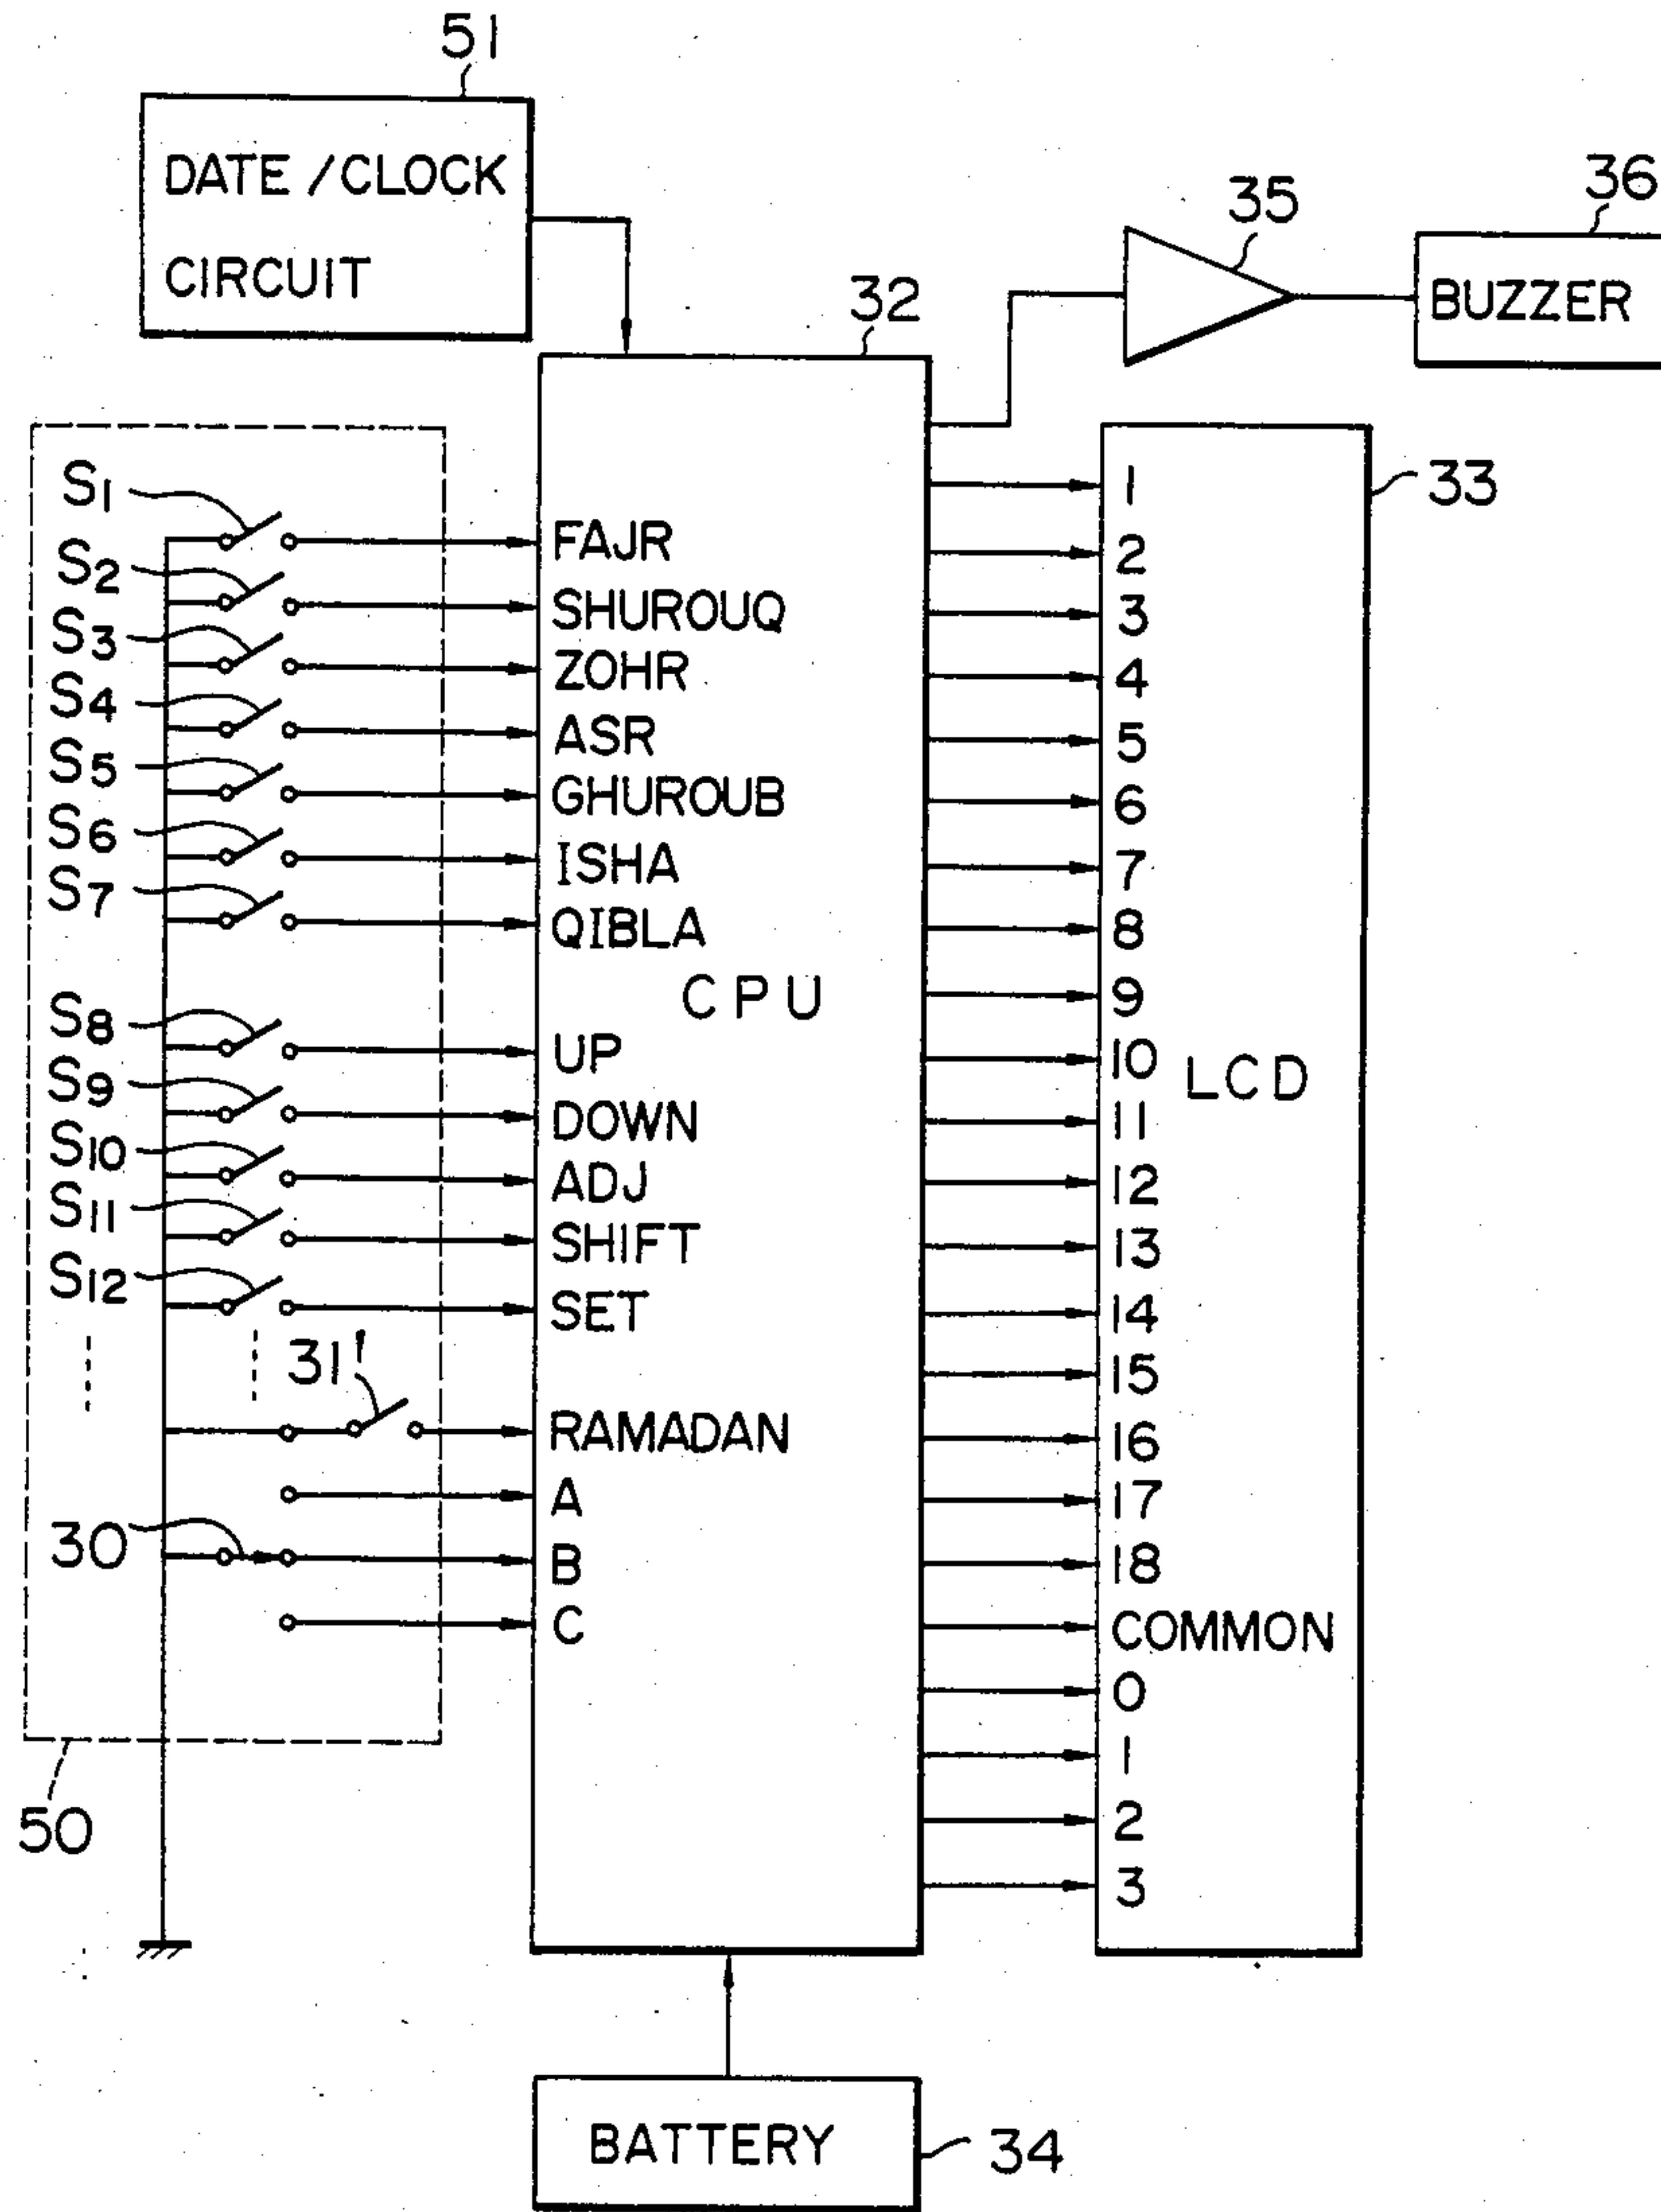 51
DATE /CLOCK
CIRCUIT
35
36
BUZZER
32
33
S1
S2
S3
S4
S5
S6
S7
S8
S9
S10
S11
S12
31'
30
50
FAJR
SHUROUQ
ZOHR
ASR
GHUROUB
ISHA
QIBLA
CPU
UP
DOWN
ADJ
SHIFT
SET
RAMADAN
A
B
C
1
2
3
4
5
6
7
8
9
10
LCD
11
12
13
14
15
16
17
18
COMMON
0
1
2
3
BATTERY
34